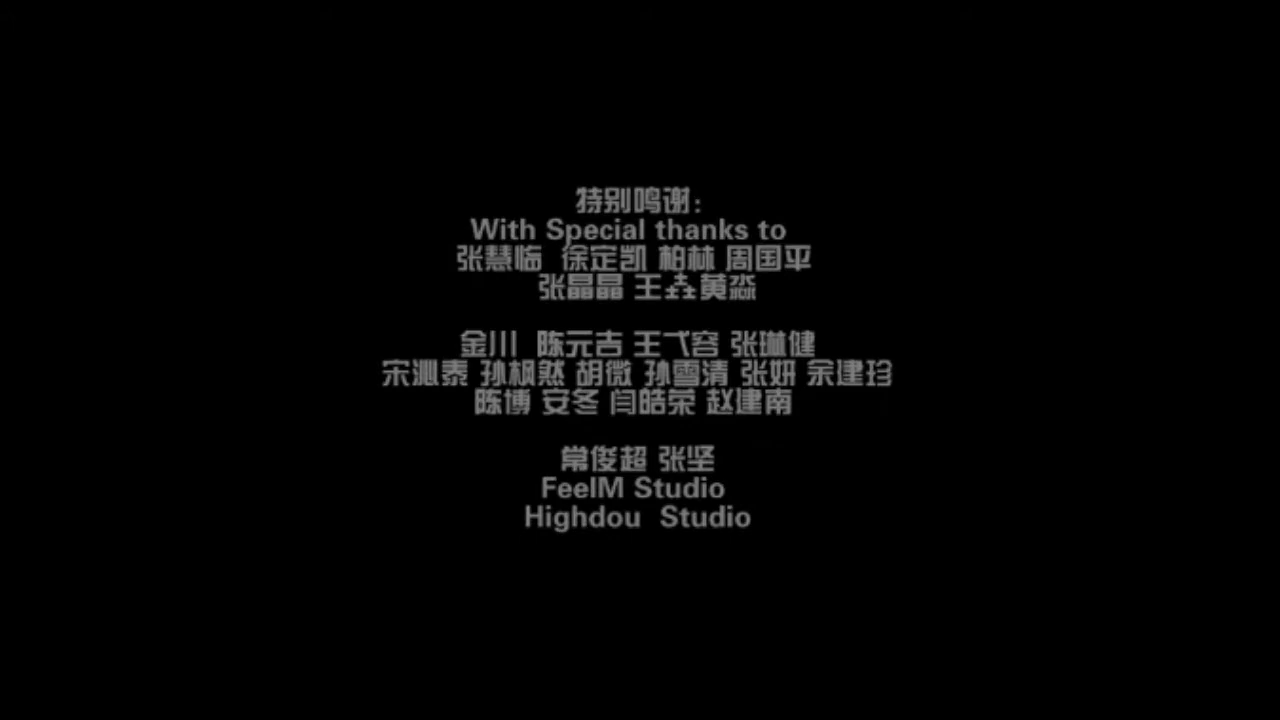 特别鸣谢:
With Special thanks to
张慧临 徐定凯 柏林 周国平
张晶晶 王垚黄淼
金川 陈元吉 王弋容 张琳健
宋沁泰 孙枫然 胡微 孙雪清 张妍 余建珍
陈博 安冬 闫皓荣 赵建南
常俊超 张坚
FeelM Studio
Highdou Studio